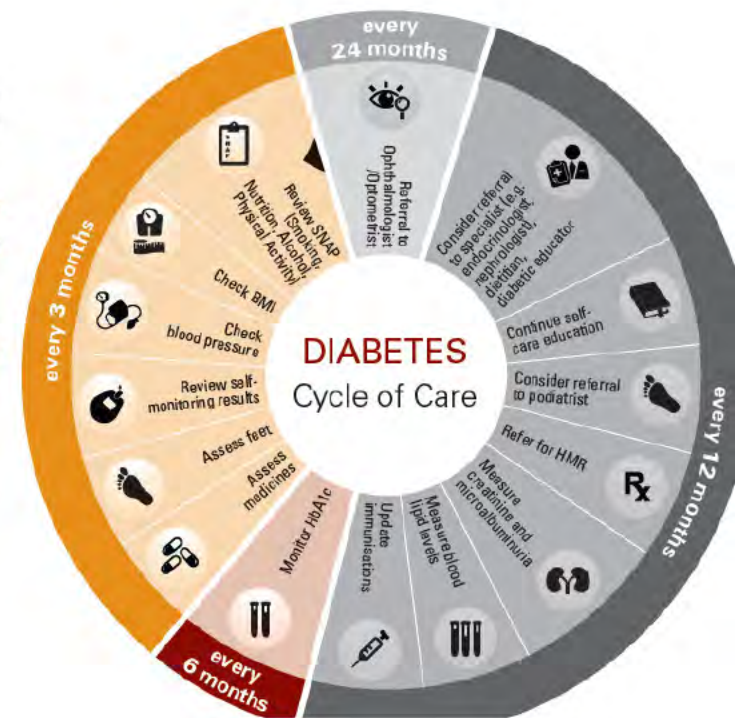 DIABETES
Cycle of Care
every
24 months
Referral to
Ophthalmologist
/Optometrist
every 12 months
Consider referral
to specialist (e.g.
endocrinologist,
nephrologist),
dietitian,
diabetic educator
Continue self-
care education
Consider referral
to podiatrist
Refer for HMR
Rx
Measure
creatinine and
microalbuminuria
Measure blood
lipid levels
Update
immunisations
every
6 months
Monitor HbA1c
every 3 months
Assess
medicines
Assess feet
Review self-
monitoring results
Check
blood pressure
Check BMI
Review SNAP
(Smoking,
Nutrition, Alcohol,
Physical Activity)
SNAP